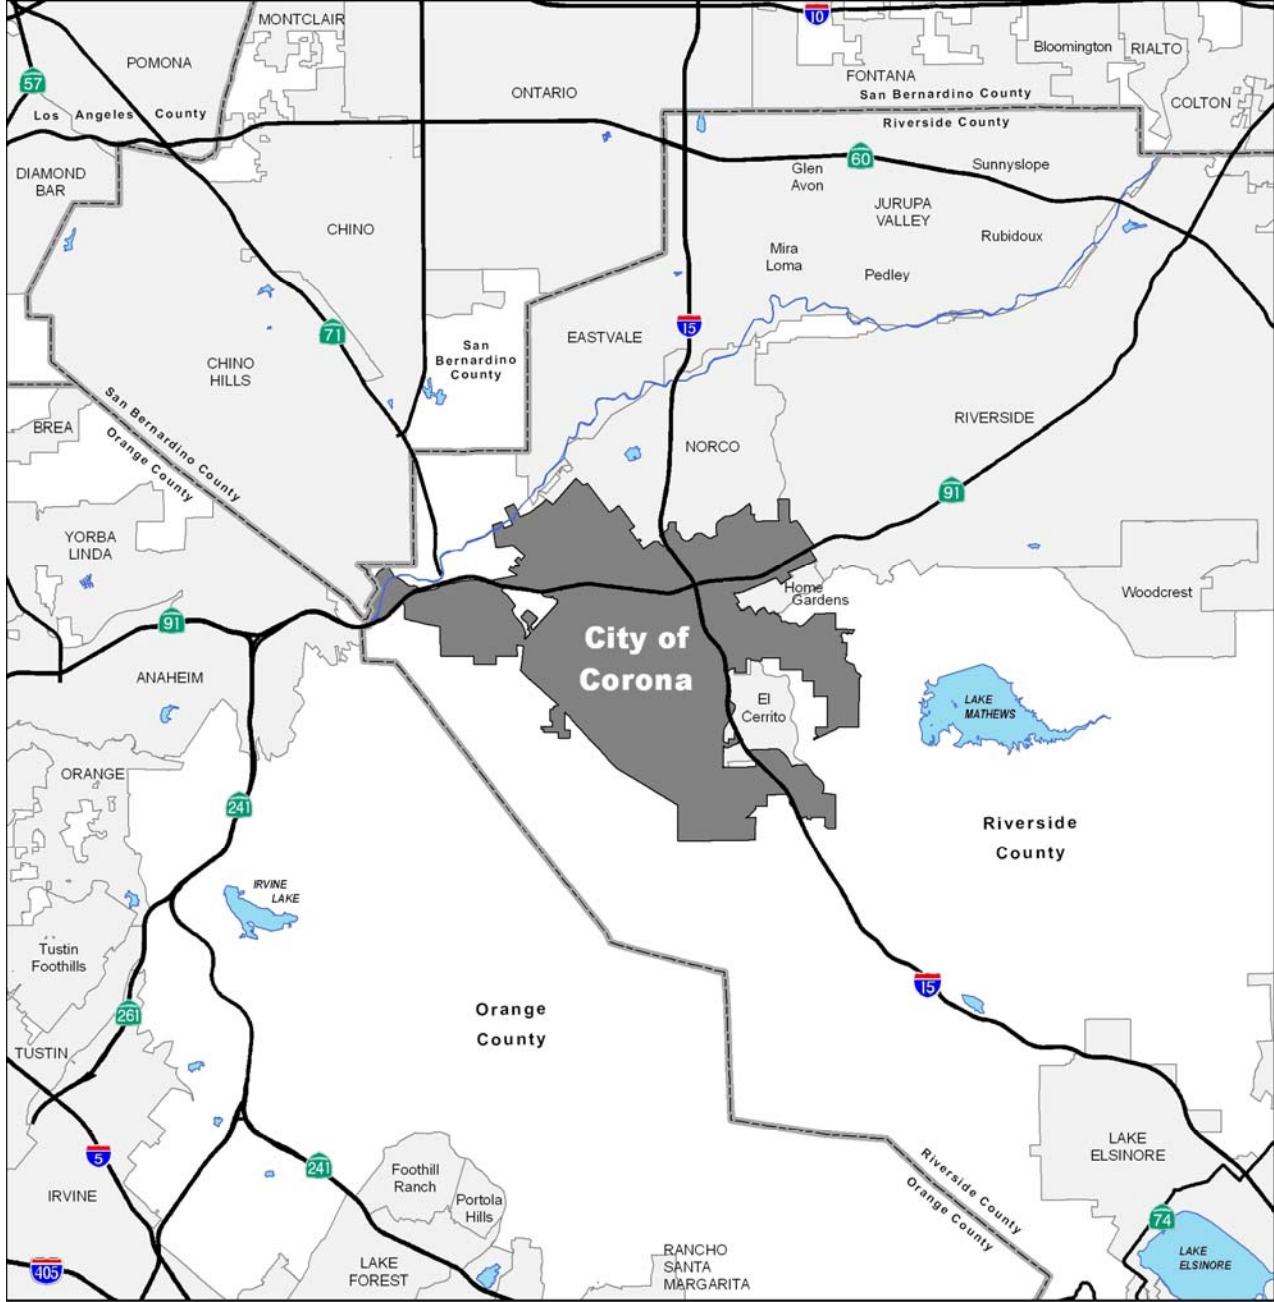 MONTCLAIR
10
POMONA
57
Bloomington
RIALTO
FONTANA
San Bernardino County
ONTARIO
COLTON
Los Angeles County
Riverside County
60
Sunnyslope
Glen
Avon
DIAMOND
BAR
JURUPA
VALLEY
CHINO
Rubidoux
Mira
Loma
Pedley
15
71
EASTVALE
San
Bernardino
County
CHINO
HILLS
San Bernardino County
Orange County
BREA
RIVERSIDE
NORCO
91
YORBA
LINDA
Home
Gardens
Woodcrest
91
City of
Corona
ANAHEIM
El
Cerrito
LAKE
MATHEWS
ORANGE
241
Riverside
County
IRVINE
LAKE
Tustin
Foothills
15
Orange
County
261
TUSTIN
5
LAKE
ELSINORE
241
Foothill
Ranch
Riverside County
Orange County
IRVINE
Portola
Hills
74
405
LAKE
FOREST
RANCHO
SANTA
MARGARITA
LAKE
ELSINORE